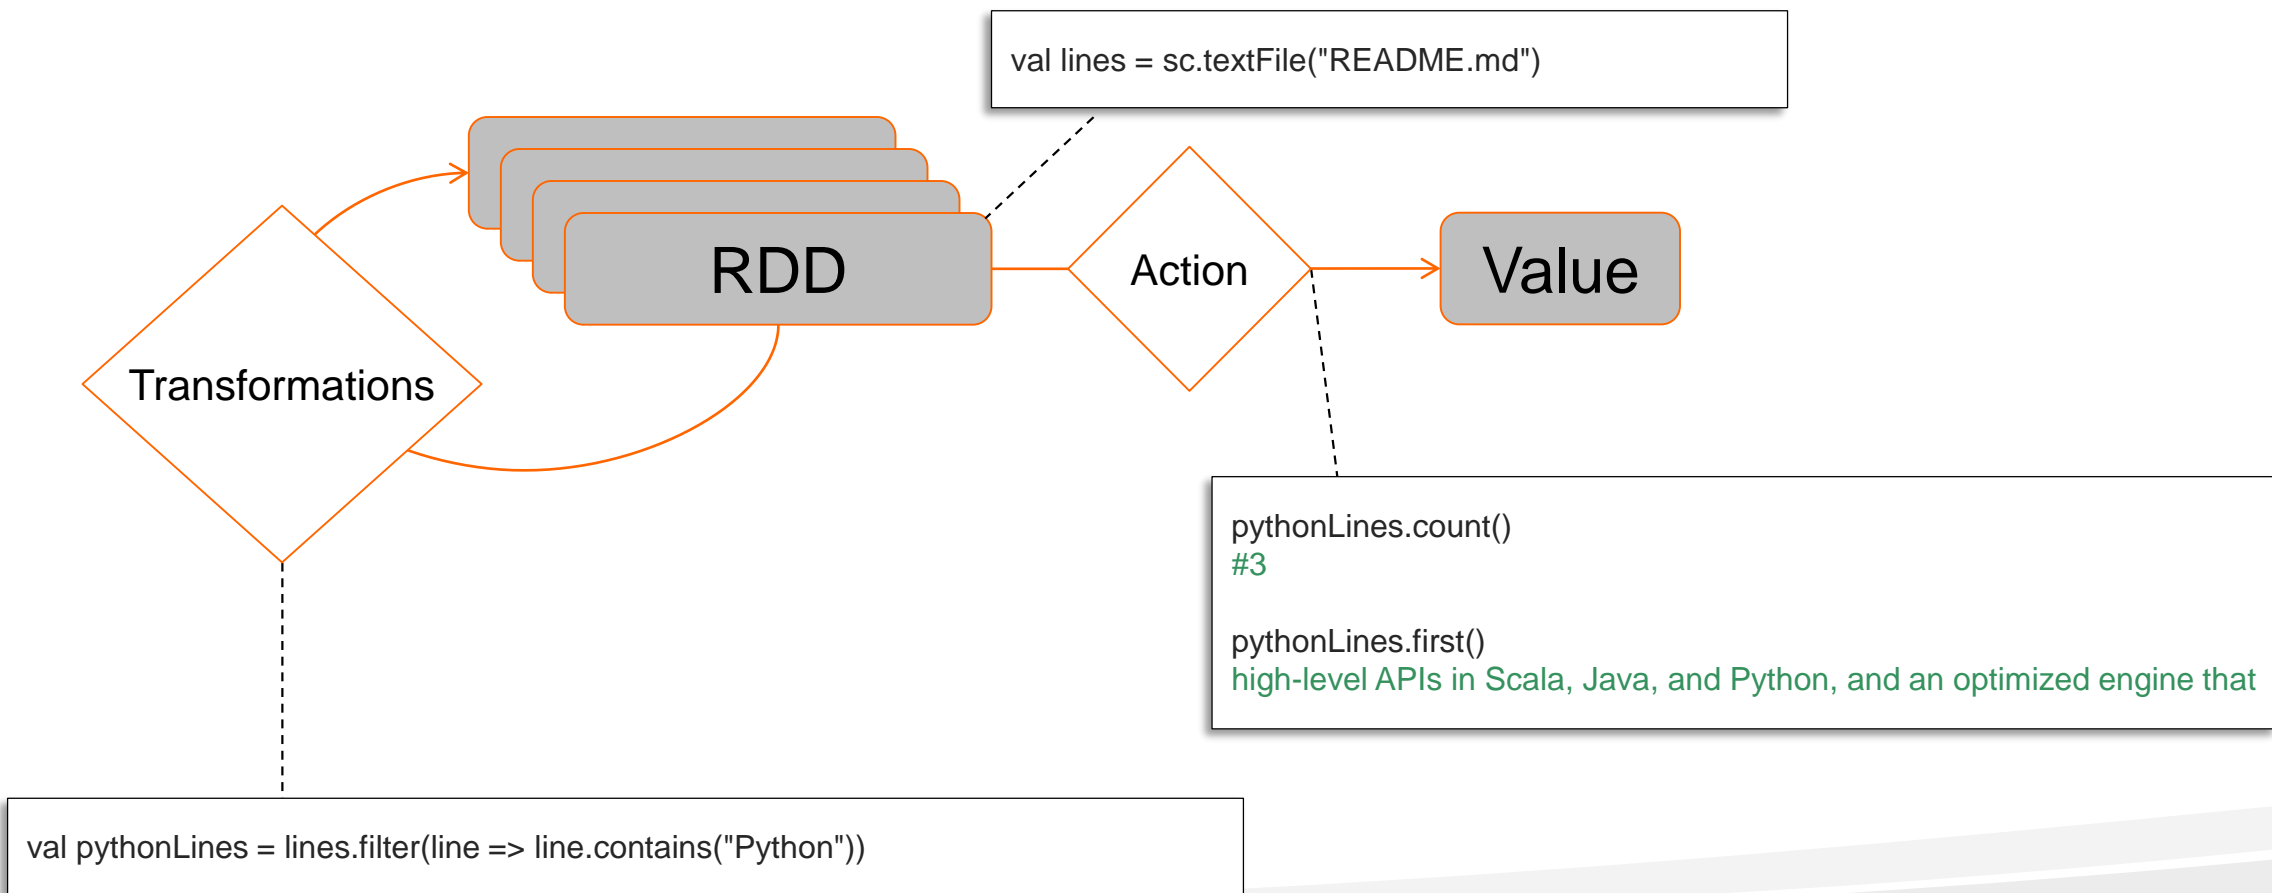 val lines = sc.textFile("README.md")
RDD
Action
Value
Transformations
pythonLines.count()
#3
pythonLines.first()
high-level APIs in Scala, Java, and Python, and an optimized engine that
val pythonLines = lines.filter(line => line.contains("Python"))